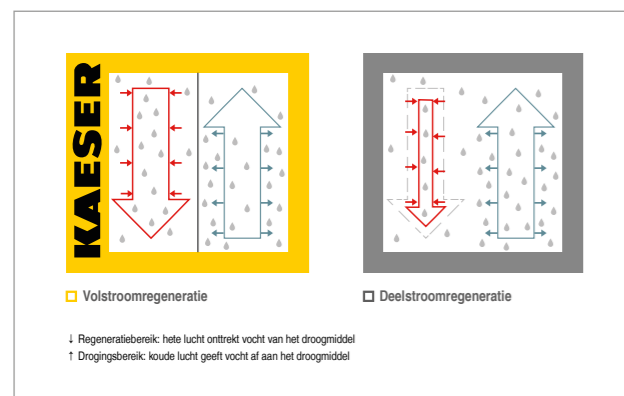 KAESER
Volstroomregeneratie
Deelstroomregeneratie
↓ Regeneratiebereik: hete lucht onttrekt vocht van het droogmiddel
↑ Drogingsbereik: koude lucht geeft vocht af aan het droogmiddel